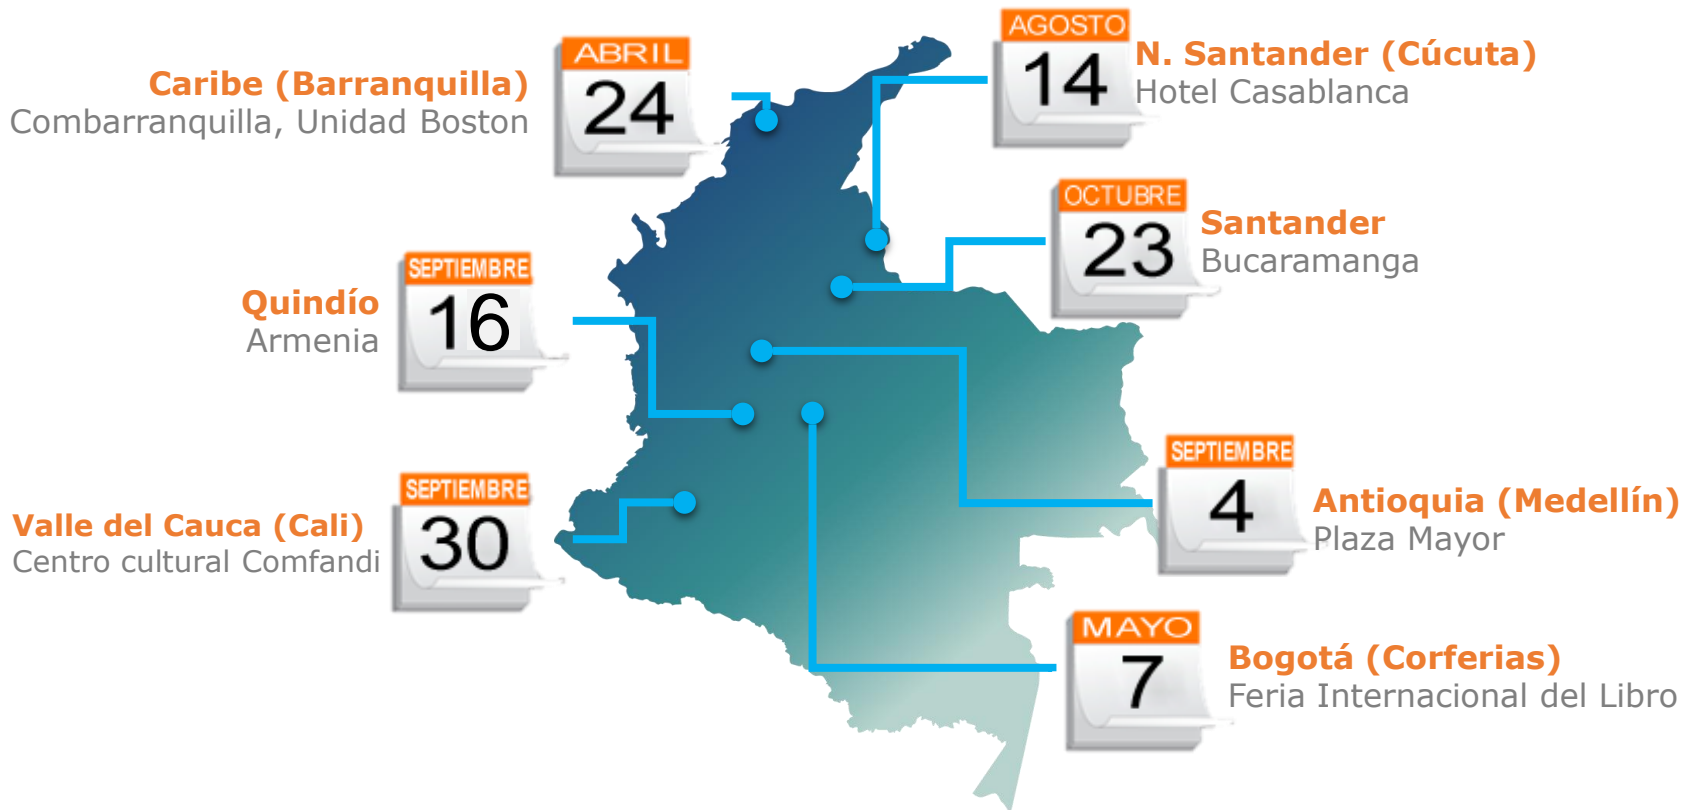 ABRIL
24
Caribe (Barranquilla)
Combarranquilla, Unidad Boston
AGOSTO
14
N. Santander (Cúcuta)
Hotel Casablanca
OCTUBRE
23
Santander
Bucaramanga
SEPTIEMBRE
16
Quindío
Armenia
SEPTIEMBRE
4
Antioquia (Medellín)
Plaza Mayor
SEPTIEMBRE
30
Valle del Cauca (Cali)
Centro cultural Comfandi
MAYO
7
Bogotá (Corferias)
Feria Internacional del Libro